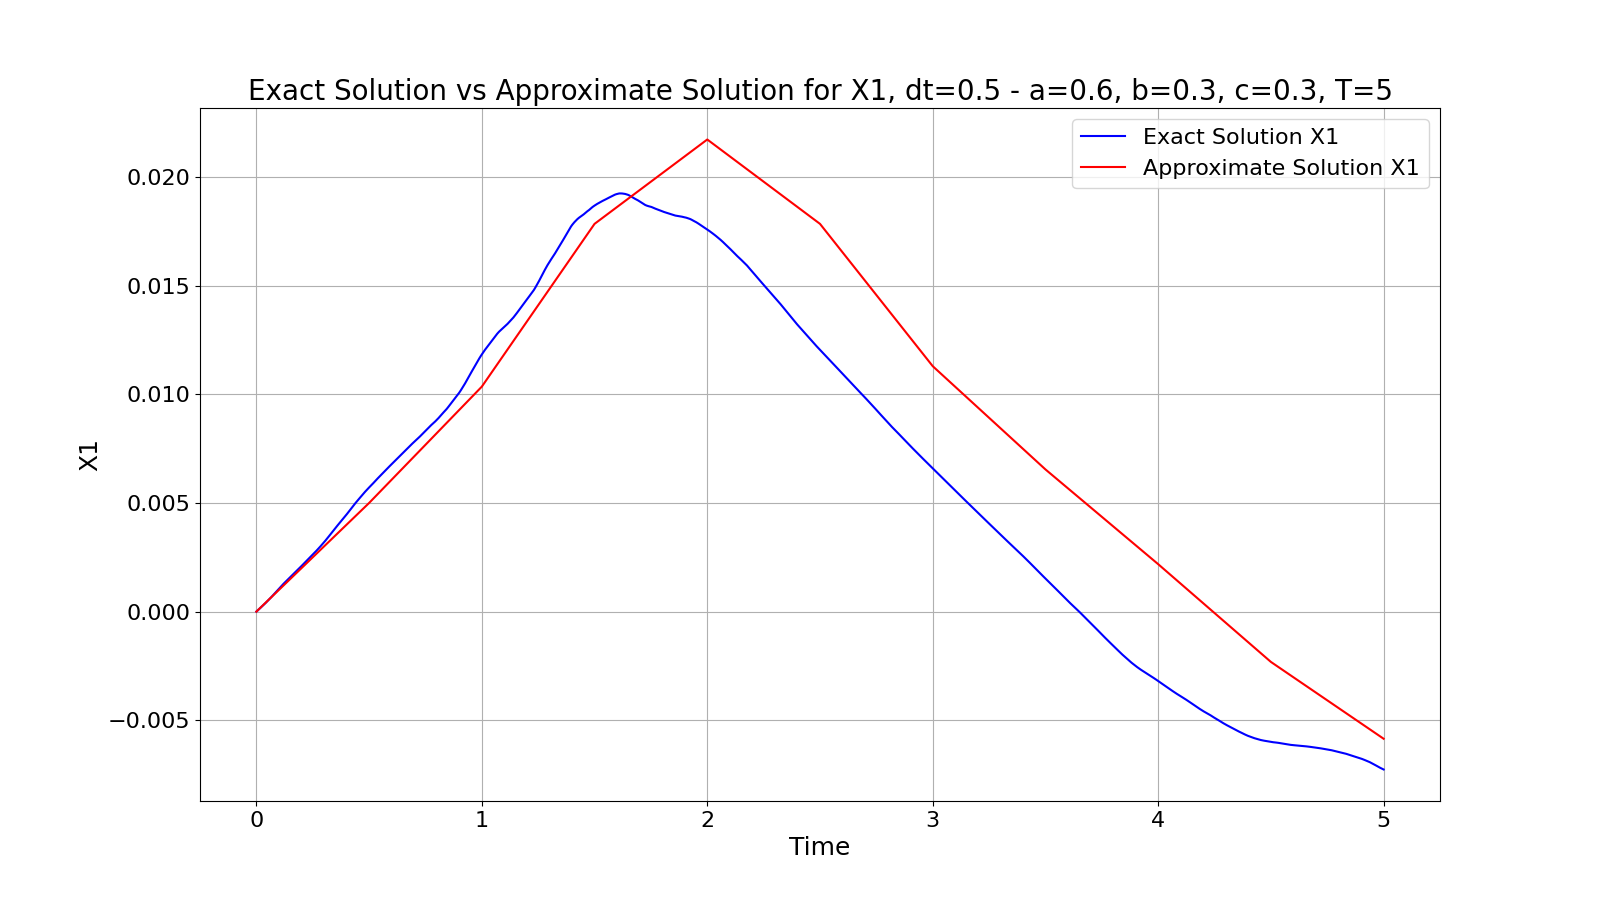 Exact Solution vs Approximate Solution for X1, dt=0.5 - a=0.6, b=0.3, c=0.3, T=5
Exact Solution X1
Approximate Solution X1
0.020
0.015
0.010
0.005
0.000
−0.005
X1
0 1 2 3 4 5
Time